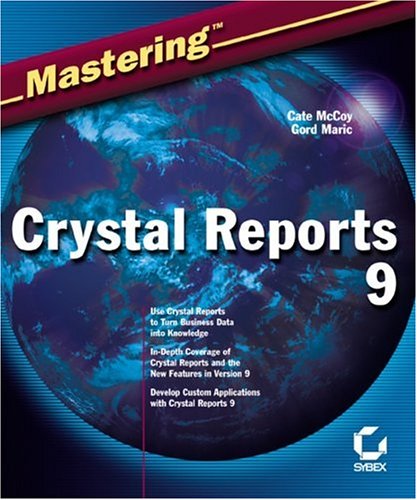 Mastering™
Cate McCoy
Gord Maric
Crystal Reports
9
Use Crystal Reports
to Turn Business Data
into Knowledge
In-Depth Coverage of
Crystal Reports and the
New Features in Version 9
Develop Custom Applications
with Crystal Reports 9
SYBEX